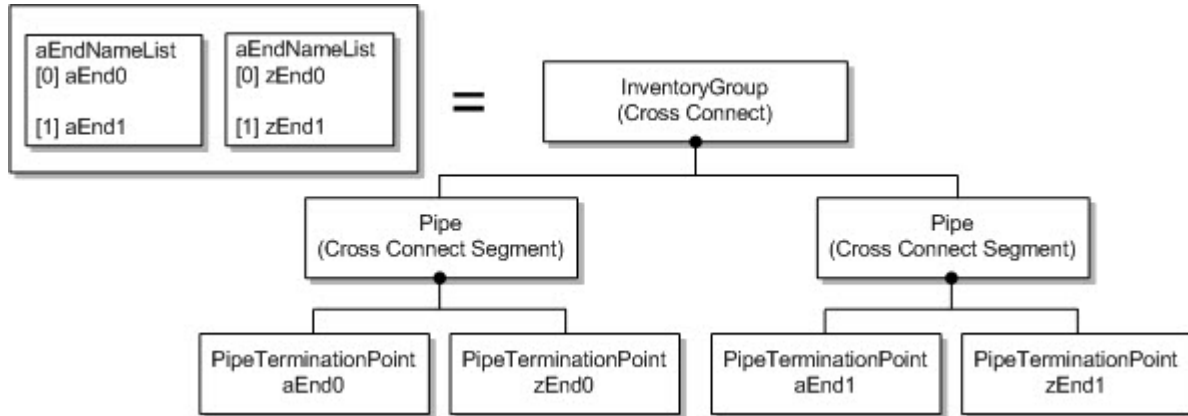 aEndNameList
[0] aEnd0
[1] aEnd1
aEndNameList
[0] zEnd0
[1] zEnd1
=
InventoryGroup
(Cross Connect)
Pipe
(Cross Connect Segment)
Pipe
(Cross Connect Segment)
PipeTerminationPoint
aEnd0
PipeTerminationPoint
zEnd0
PipeTerminationPoint
aEnd1
PipeTerminationPoint
zEnd1